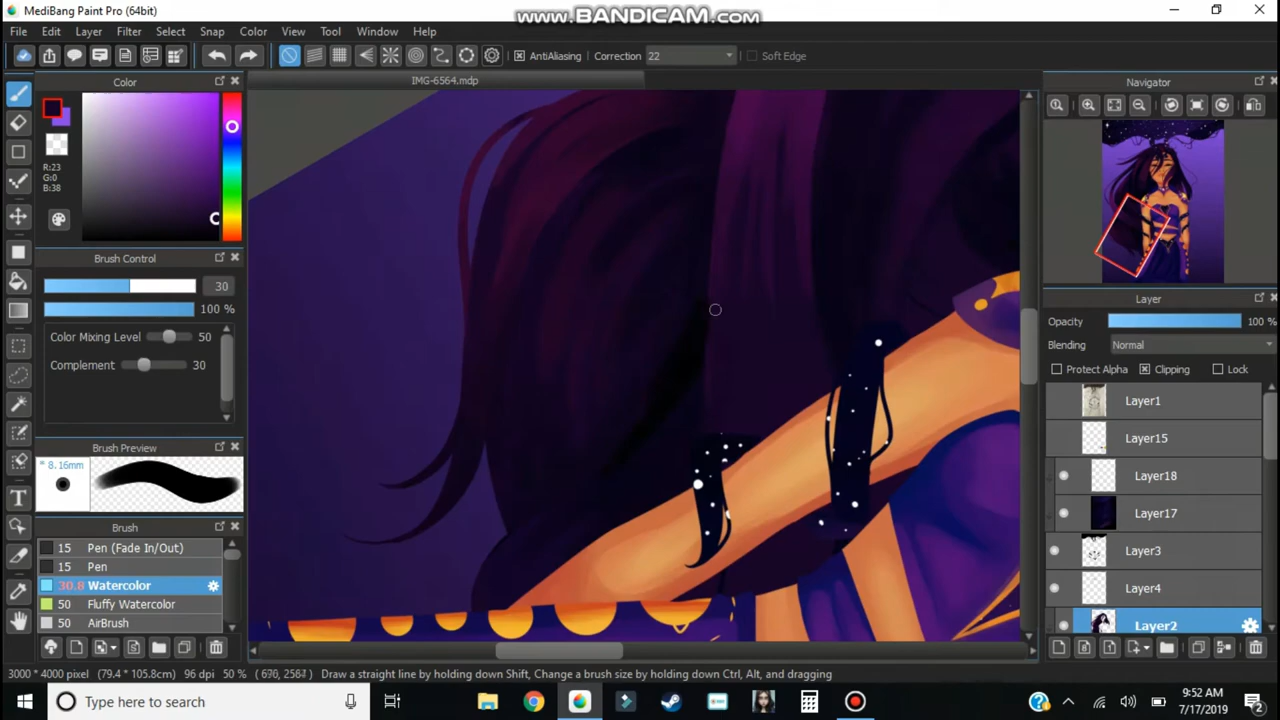 MediBang Paint Pro (64bit)
www.BANDICAM.com
File Edit View Layer Filter Select Snap Color View Tool Window Help
AntiAliasing Correction 22 Soft Edge
Color
IMG-6564.mdp
Navigator
R:23
G:0
B:38
Brush Control
30
100 %
Color Mixing Level 50
Complement 30
Brush Preview
* 8.16mm
Brush
15 Pen (Fade In/Out)
15 Pen
30.8 Watercolor
50 Fluffy Watercolor
50 AirBrush
Layer
Opacity 100 %
Blending Normal
Protect Alpha Clipping Lock
Layer1
Layer15
Layer18
Layer17
Layer3
Layer4
Layer2
3000 * 4000 pixel (79.4 * 105.8cm) 96 dpi 50 % Draw a straight line by holding down Shift, Change a brush size by holding down Ctrl, Alt, and dragging
Type here to search
9:52 AM
7/17/2019
2